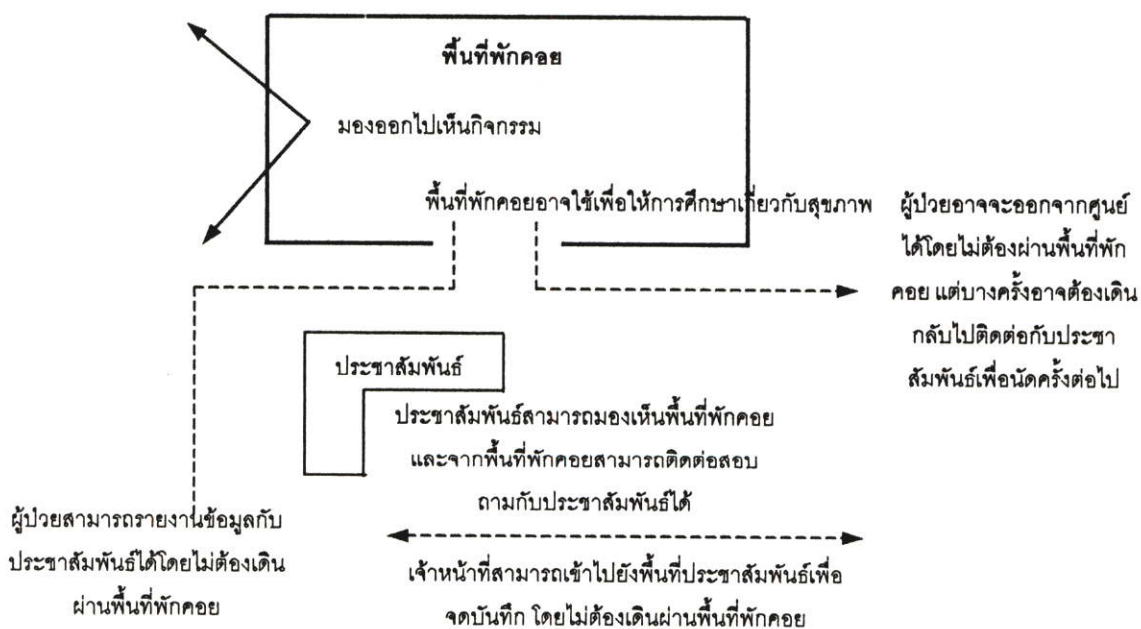 พื้นที่พักคอย
มองออกไปเห็นกิจกรรม
พื้นที่พักคอยอาจใช้เพื่อให้การศึกษาเกี่ยวกับสุขภาพ
ผู้ป่วยอาจจะออกจากศูนย์
ได้โดยไม่ต้องผ่านพื้นที่พัก
คอย แต่บางครั้งอาจต้องเดิน
กลับไปติดต่อกับประชา
สัมพันธ์เพื่อนัดครั้งต่อไป
ประชาสัมพันธ์
ประชาสัมพันธ์สามารถมองเห็นพื้นที่พักคอย
และจากพื้นที่พักคอยสามารถติดต่อสอบ
ถามกับประชาสัมพันธ์ได้
ผู้ป่วยสามารถรายงานข้อมูลกับ
ประชาสัมพันธ์ได้โดยไม่ต้องเดิน
ผ่านพื้นที่พักคอย
เจ้าหน้าที่สามารถเข้าไปยังพื้นที่ประชาสัมพันธ์เพื่อ
จดบันทึก โดยไม่ต้องเดินผ่านพื้นที่พักคอย